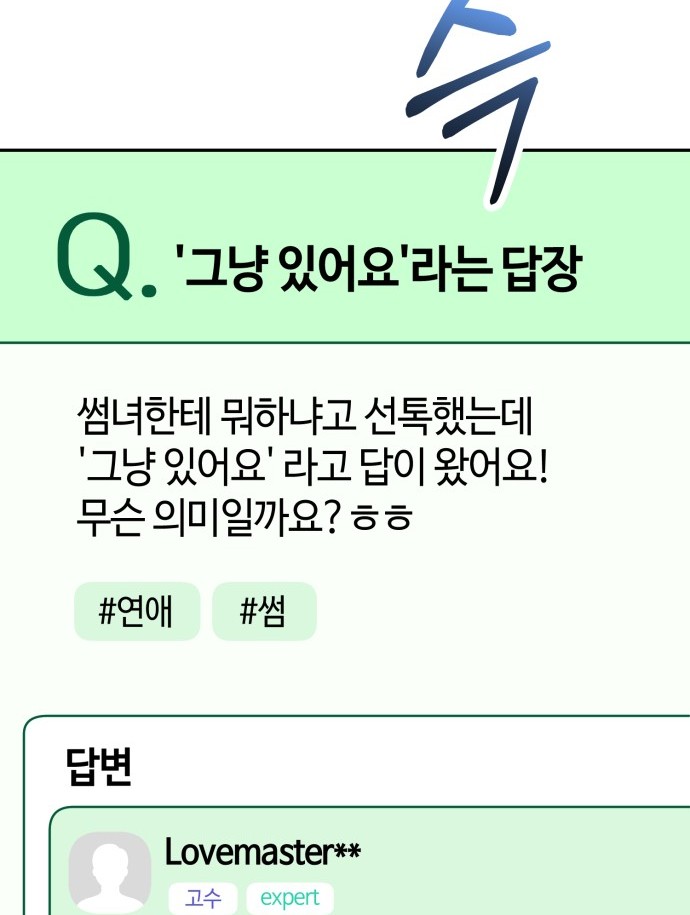 슥
Q. '그냥 있어요'라는 답장
썸녀한테 뭐하냐고 선톡했는데
'그냥 있어요' 라고 답이 왔어요!
무슨 의미일까요? ㅎㅎ
#연애 #썸
답변
Lovemaster**
고수 expert